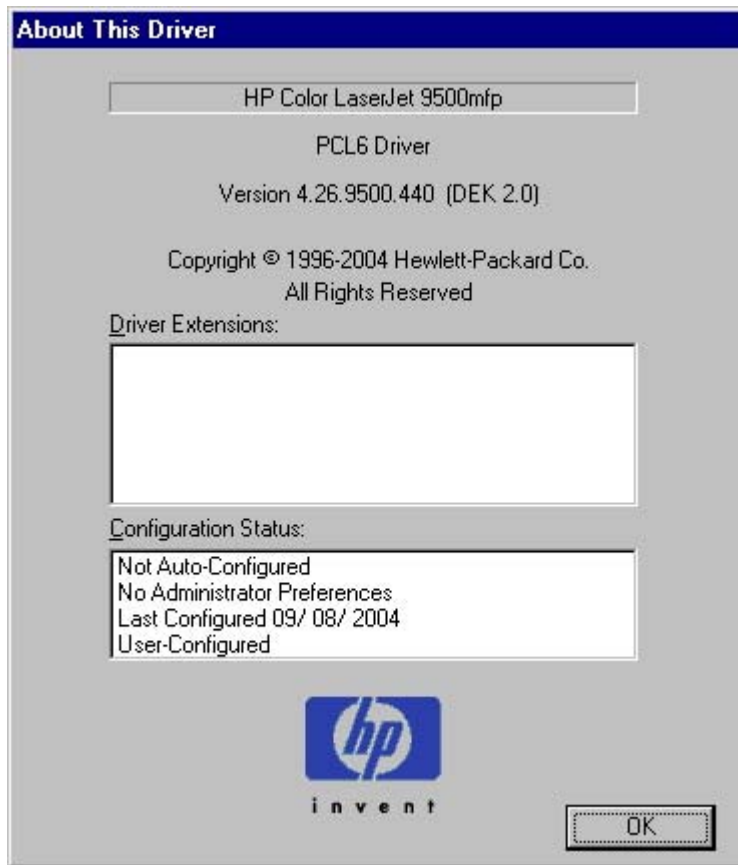 About This Driver
HP Color LaserJet 9500mfp
PCL6 Driver
Version 4.26.9500.440 (DEK 2.0)
Copyright © 1996-2004 Hewlett-Packard Co.
All Rights Reserved
Driver Extensions:
Configuration Status:
Not Auto-Configured
No Administrator Preferences
Last Configured 09/ 08/ 2004
User-Configured
hp
invent
OK